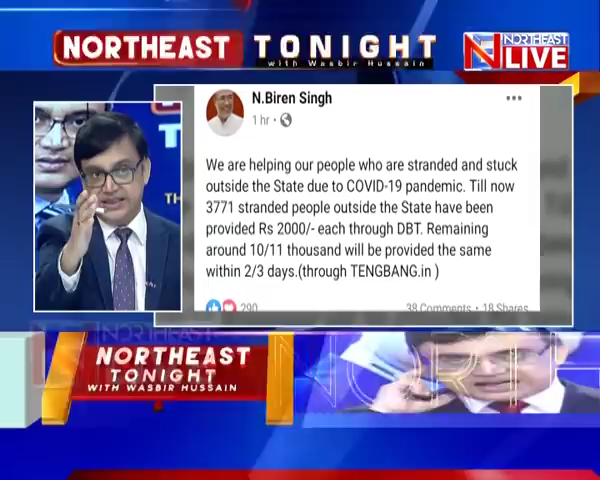 NORTHEAST TONIGHT
with Wasbir Hussain
NORTHEAST
LIVE
N.Biren Singh
1 hr
We are helping our people who are stranded and stuck
outside the State due to COVID-19 pandemic. Till now
3771 stranded people outside the State have been
provided Rs 2000/- each through DBT. Remaining
around 10/11 thousand will be provided the same
within 2/3 days.(through TENGBANG.in )
290
38 Comments • 18 Shares
NORTHEAST
NORTHEAST
TONIGHT
WITH WASBIR HUSSAIN